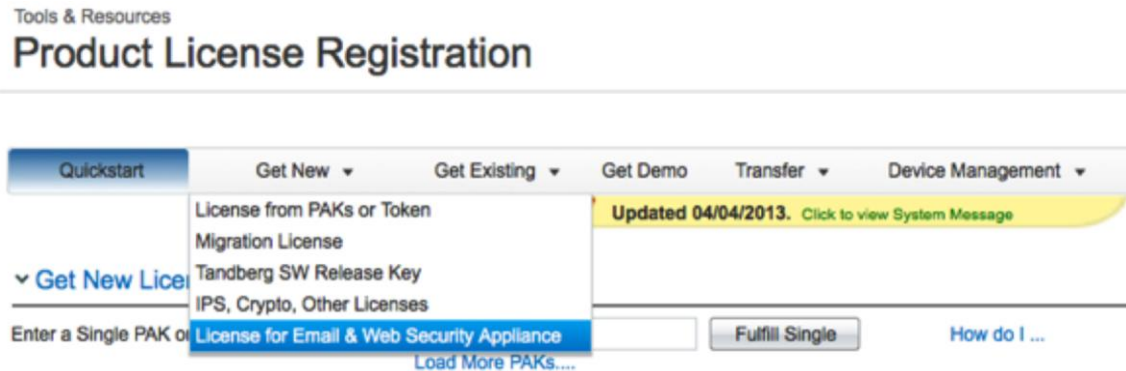 Tools & Resources
Product License Registration
Quickstart Get New Get Existing Get Demo Transfer Device Management
License from PAKs or Token
Updated 04/04/2013. Click to view System Message
Migration License
Tandberg SW Release Key
Get New
IPS, Crypto, Other Licenses
Enter a Single PAK
License for Email & Web Security Appliance
Fulfill Single
How do I ...
Load More PAKs....